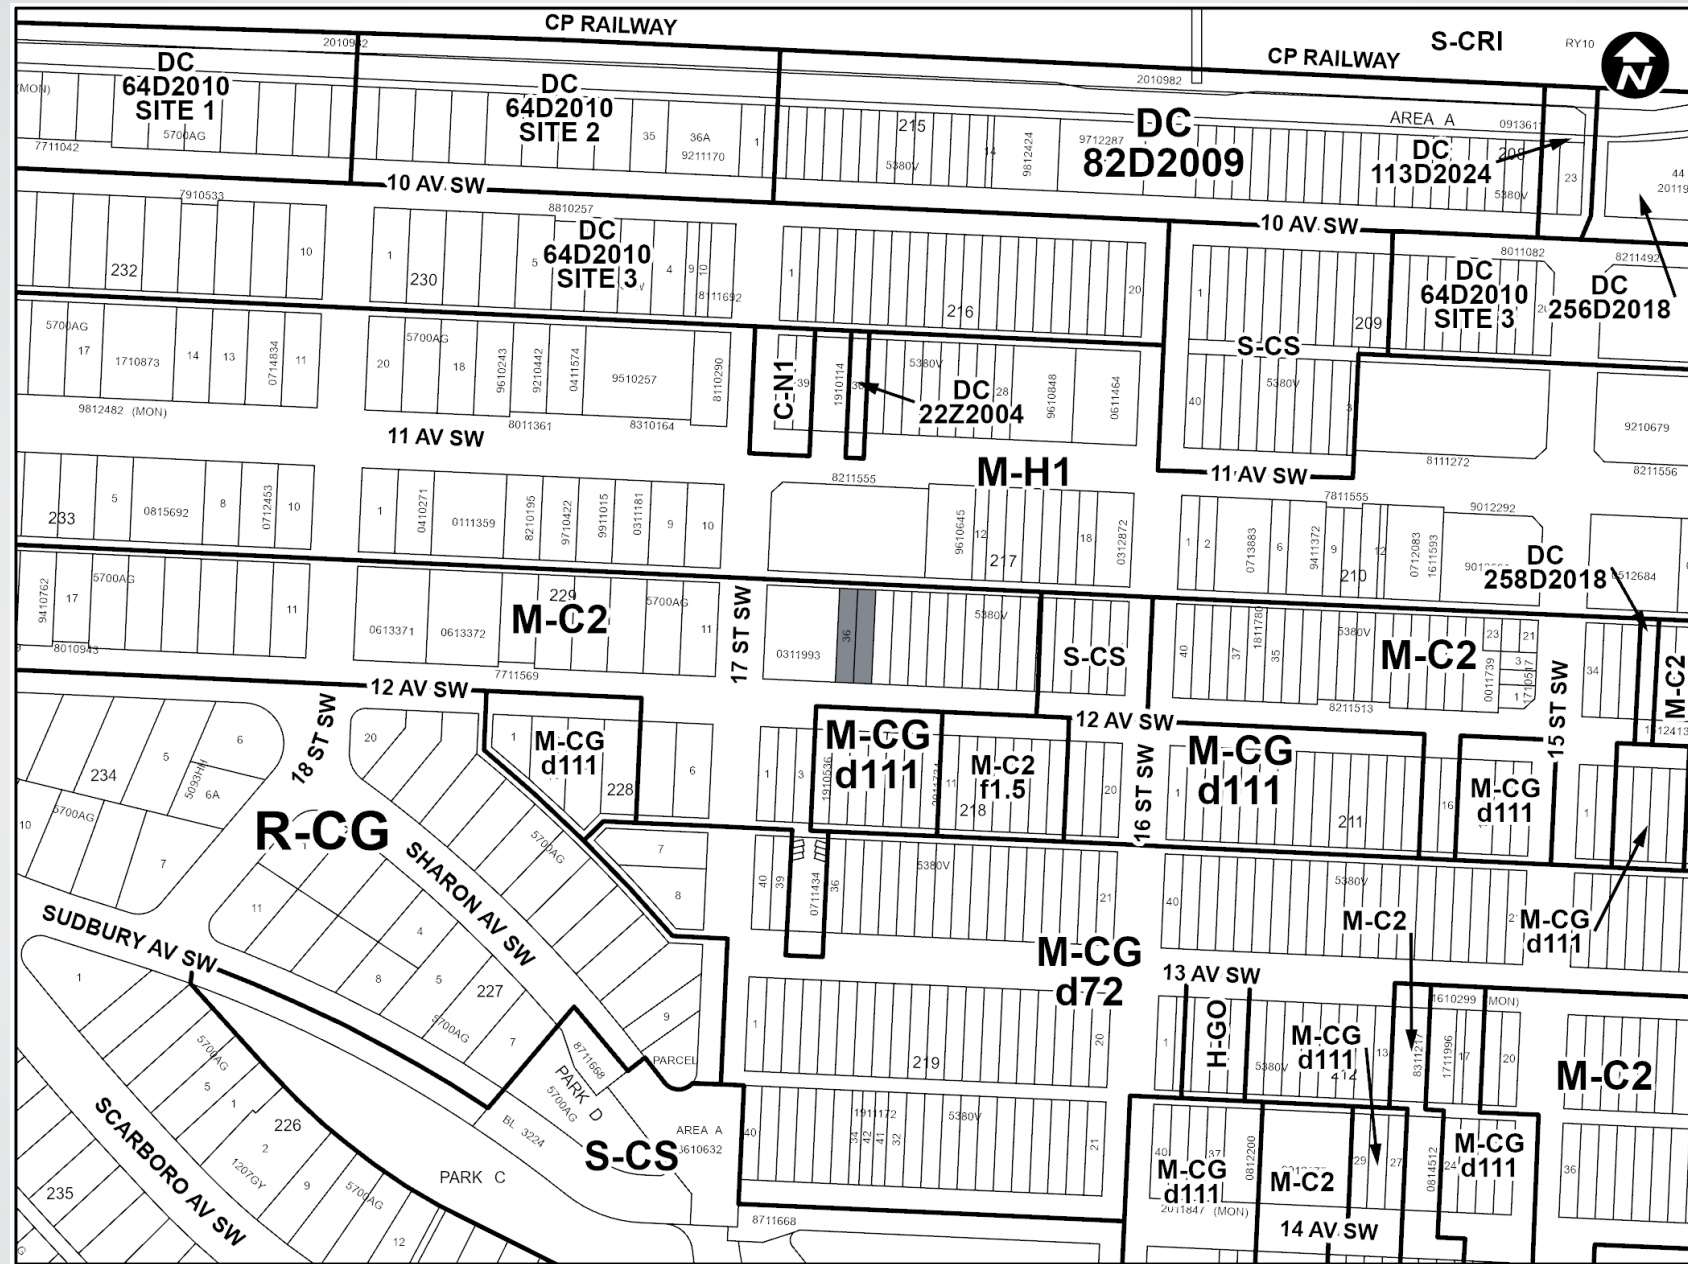 CP RAILWAY
CP RAILWAY
S-CRI
RY10
N
2010982
2010982
DC
64D2010
SITE 1
(MON)
5700AG
7711042
DC
64D2010
SITE 2
35
36A
9211170
1
215
14
5380V
9812424
9712287
DC
82D2009
AREA A
DC
113D2024
208
5380V
23
44
10 AV SW
10 AV SW
7910533
232
10
8810257
1
230
5
DC
64D2010
SITE 3
4
9
10
8111692
1
216
20
1
209
S-CS
5380V
40
8011082
DC
64D2010
SITE 3
8211492
DC
256D2018
5700AG
17
1710873
14
13
0714834
11
9812482 (MON)
5700AG
20
18
9610243
9210442
0411574
9510257
8110290
8011361
8310164
C-N1
39
1910114
5380V
DC
22Z2004
28
9610848
0611464
9210679
8111272
8211556
11 AV SW
11 AV SW
M-H1
233
5
0815692
8
0712453
10
1
0410271
0111359
8210195
9710422
9911015
0311181
9
10
8211555
9610645
12
217
18
0312872
7811555
1
2
0713883
6
9411372
9
210
12
0712083
1611593
9012292
DC
258D2018
9410762
17
5700AG
11
8010943
0613371
0613372
229
M-C2
5700AG
11
7711569
17 ST SW
0311993
36
5380V
S-CS
40
37
1811780
35
5380V
M-C2
23
21
3
1
0011739
1710517
8211513
15 ST SW
34
M-C2
12 AV SW
12 AV SW
18 ST SW
234
5
6
5093HH
6A
5700AG
10
7
20
1
M-CG
d111
228
6
1
3
1910536
M-CG
d111
11
M-C2
f1.5
218
20
16 ST SW
1
M-CG
d111
211
16
M-CG
d111
1
R-CG
SHARON AV SW
5700AG
7
8
40
39
0711434
36
5380V
21
40
5380V
M-C2
M-CG
d111
M-CG
d72
SUDBURY AV SW
11
4
8
5
227
7
5700AG
9
13 AV SW
1
1
219
20
1
H-GO
5380V
M-CG
d111
13
8311217
1610299 (MON)
1711996
17
20
M-C2
5700AG
5
1
226
2
1207GY
9
5700AG
12
235
SCARBORO AV SW
8711668
PARCEL
PARK D
5700AG
BL 3224
PARK C
S-CS
AREA A
8711668
40
1911172
34
42
41
32
5380V
21
40
37
M-CG
d111
0812200
M-C2
29
27
0814512
24
M-CG
d111
36
2011847 (MON)
14 AV SW